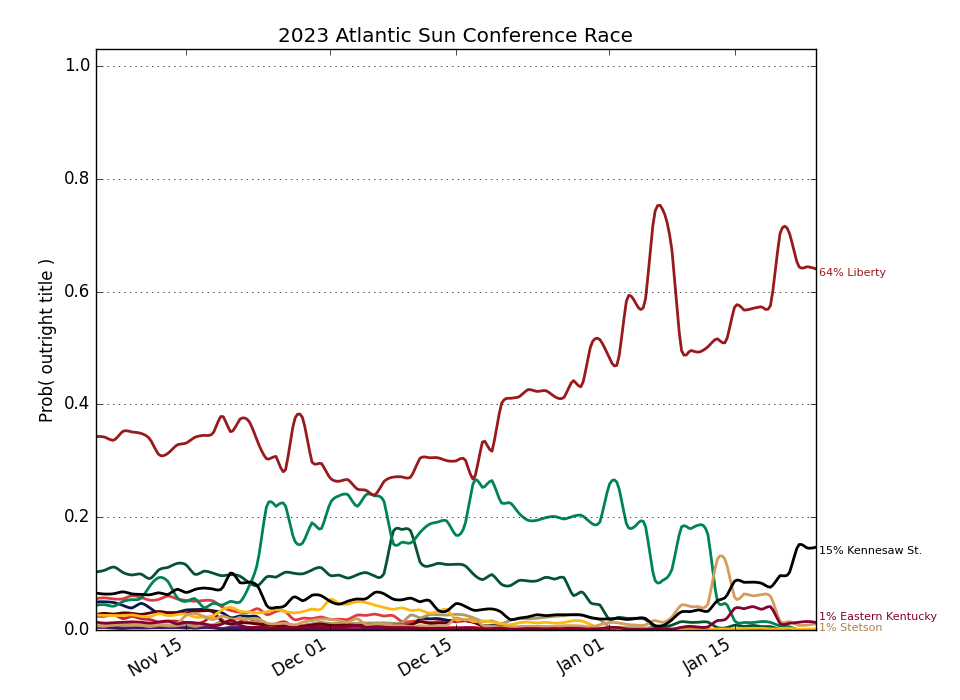 2023 Atlantic Sun Conference Race
1.0
0.8
0.6
0.4
0.2
0.0
Prob( outright title )
64% Liberty
15% Kennesaw St.
1% Eastern Kentucky
1% Stetson
Nov 15
Dec 01
Dec 15
Jan 01
Jan 15